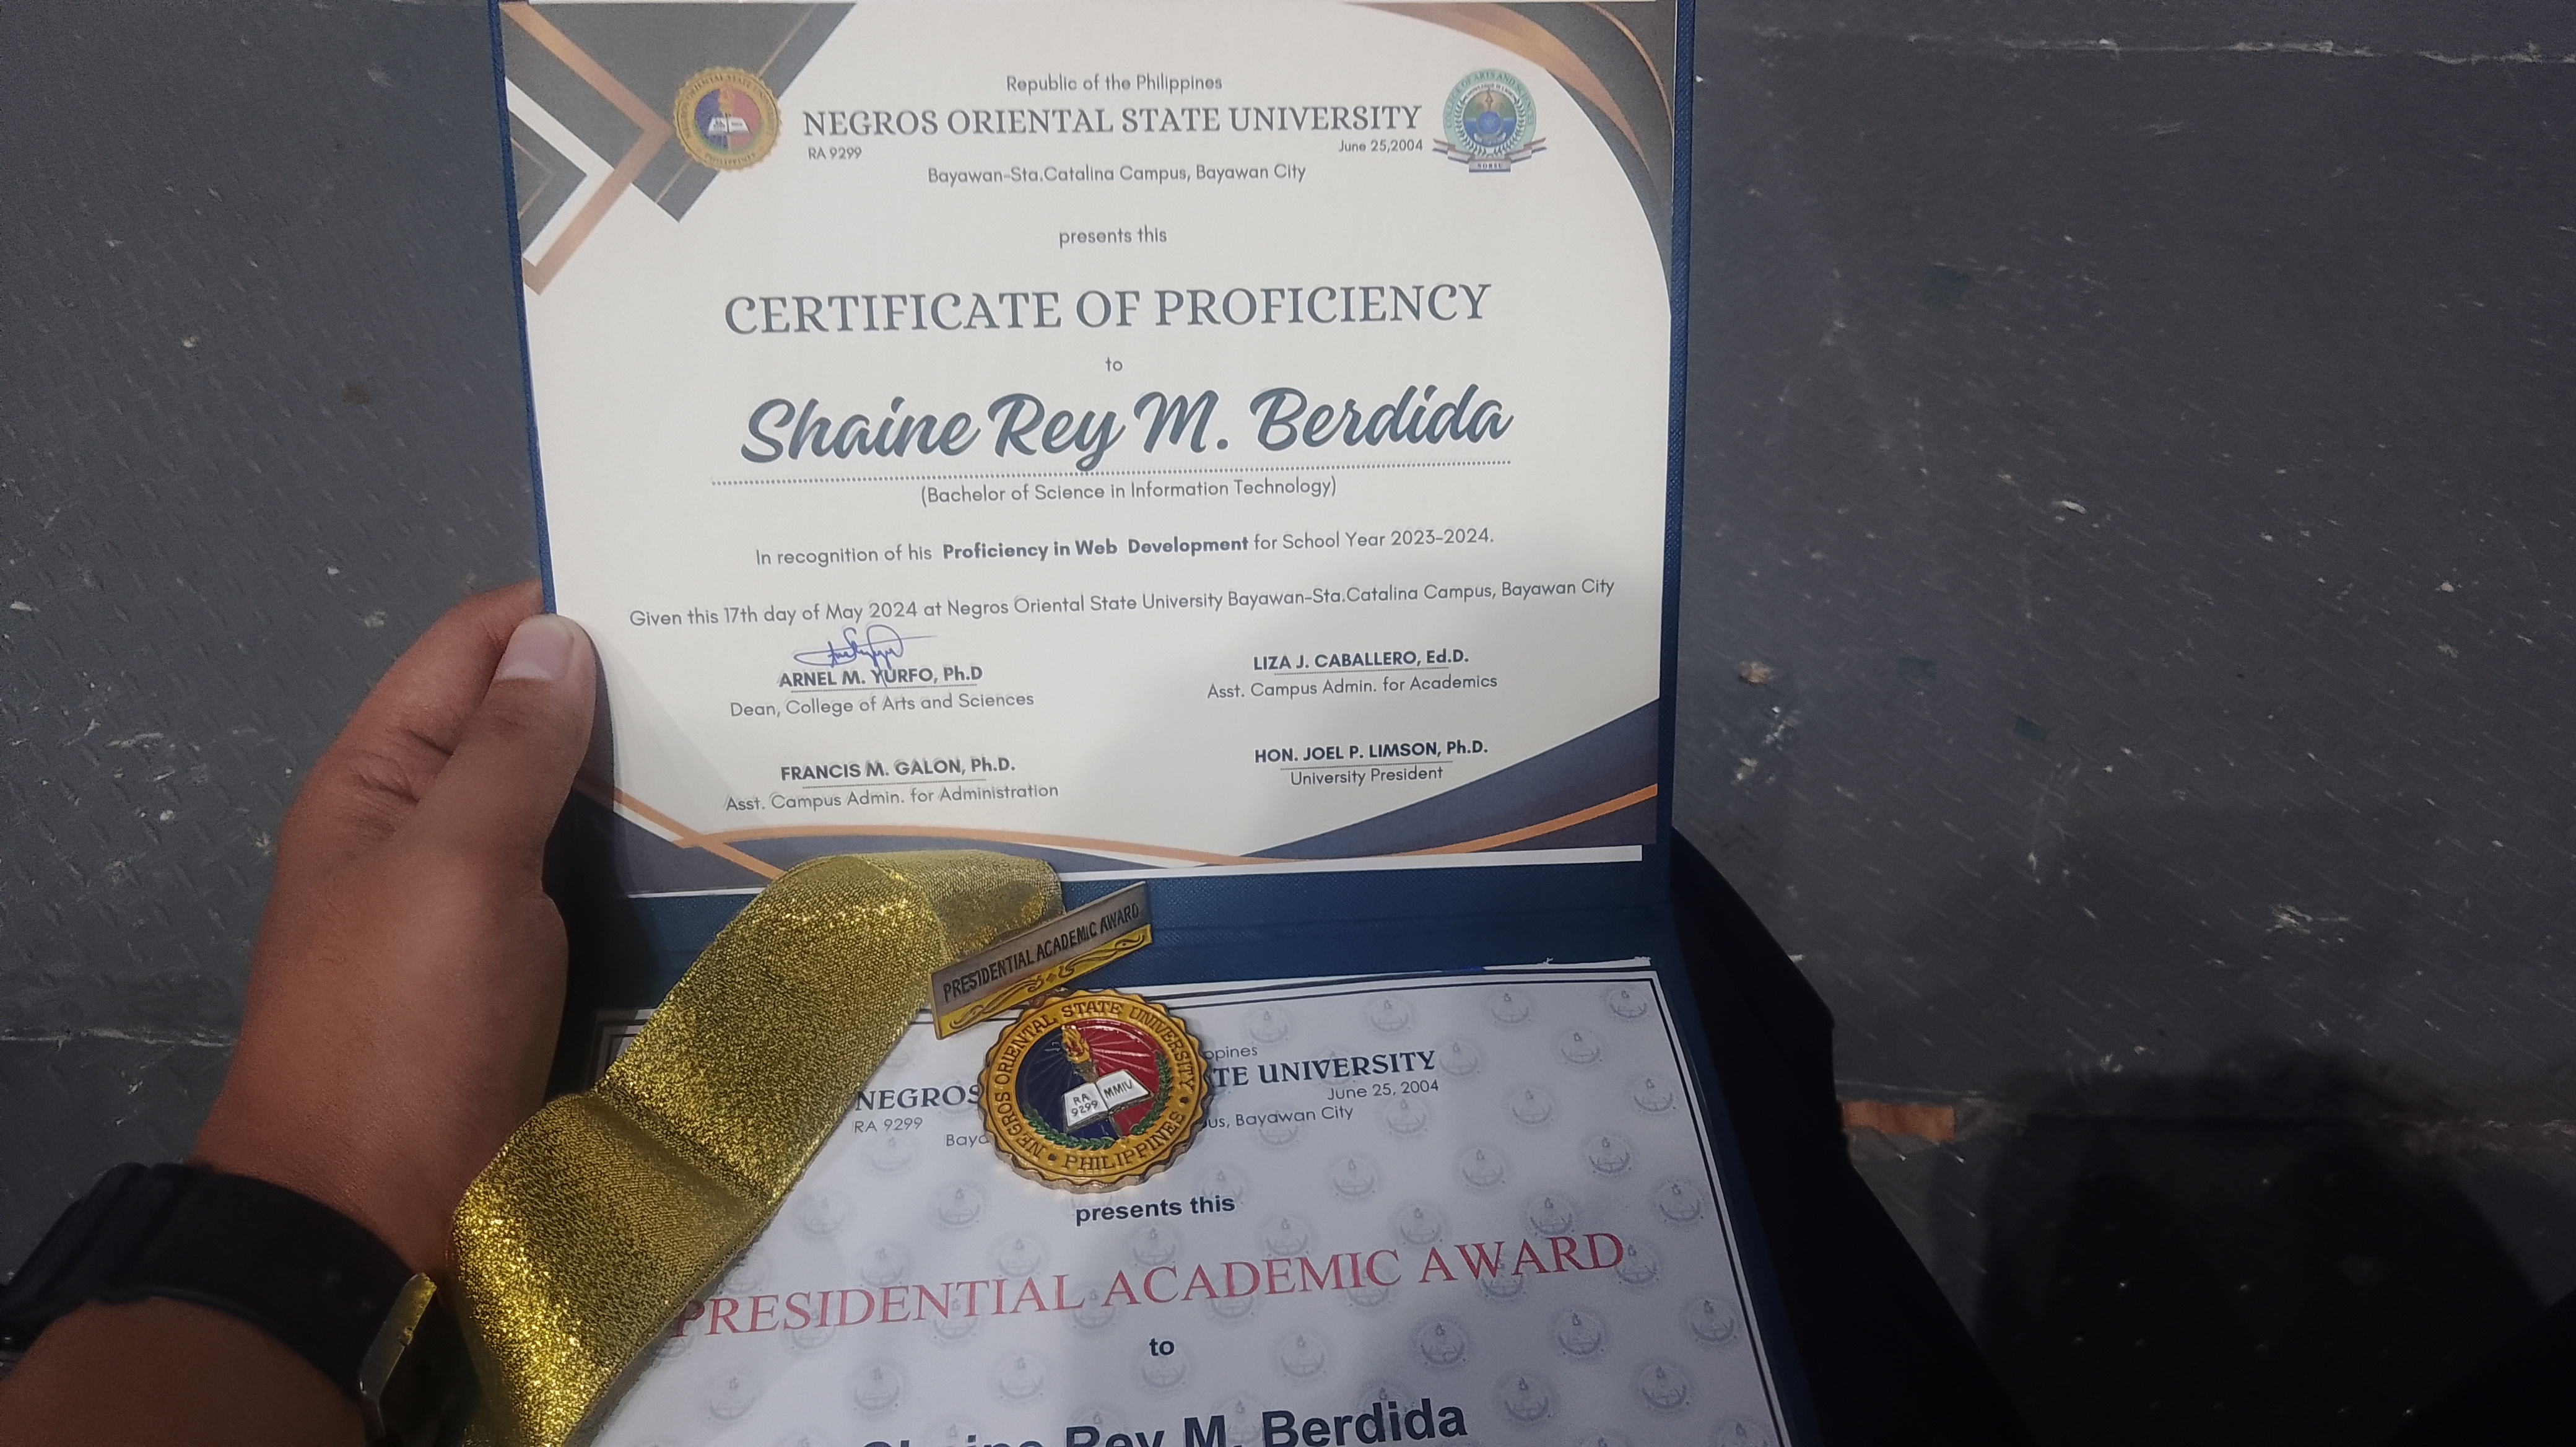 Republic of the Philippines
NEGROS ORIENTAL STATE UNIVERSITY
RA 9299 June 25,2004
Bayawan-Sta.Catalina Campus, Bayawan City
presents this
CERTIFICATE OF PROFICIENCY
to
Shaine Rey M. Berdida
(Bachelor of Science in Information Technology)
In recognition of his Proficiency in Web Development for School Year 2023-2024.
Given this 17th day of May 2024 at Negros Oriental State University Bayawan-Sta.Catalina Campus, Bayawan City
ARNEL M. YURFO, Ph.D
Dean, College of Arts and Sciences
LIZA J. CABALLERO, Ed.D.
Asst. Campus Admin. for Academics
FRANCIS M. GALON, Ph.D.
Asst. Campus Admin. for Administration
HON. JOEL P. LIMSON, Ph.D.
University President
PRESIDENTIAL ACADEMIC AWARD
NEGROS ORIENTAL STATE UNIVERSITY
RA 9299 MMIV
PHILIPPINES
ppines
NEGROS TE UNIVERSITY
RA 9299 June 25, 2004
Baya us, Bayawan City
presents this
PRESIDENTIAL ACADEMIC AWARD
to
Rey M. Berdida